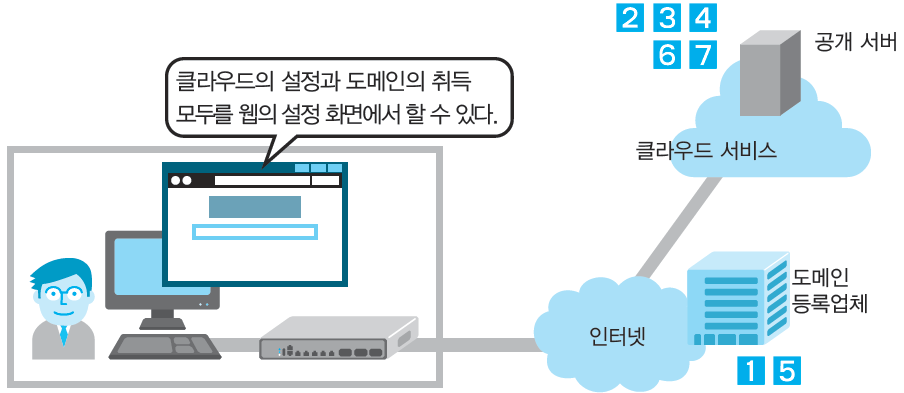 2 3 4
6 7
공개 서버
클라우드의 설정과 도메인의 취득
모두를 웹의 설정 화면에서 할 수 있다.
클라우드 서비스
도메인
등록업체
인터넷
1 5